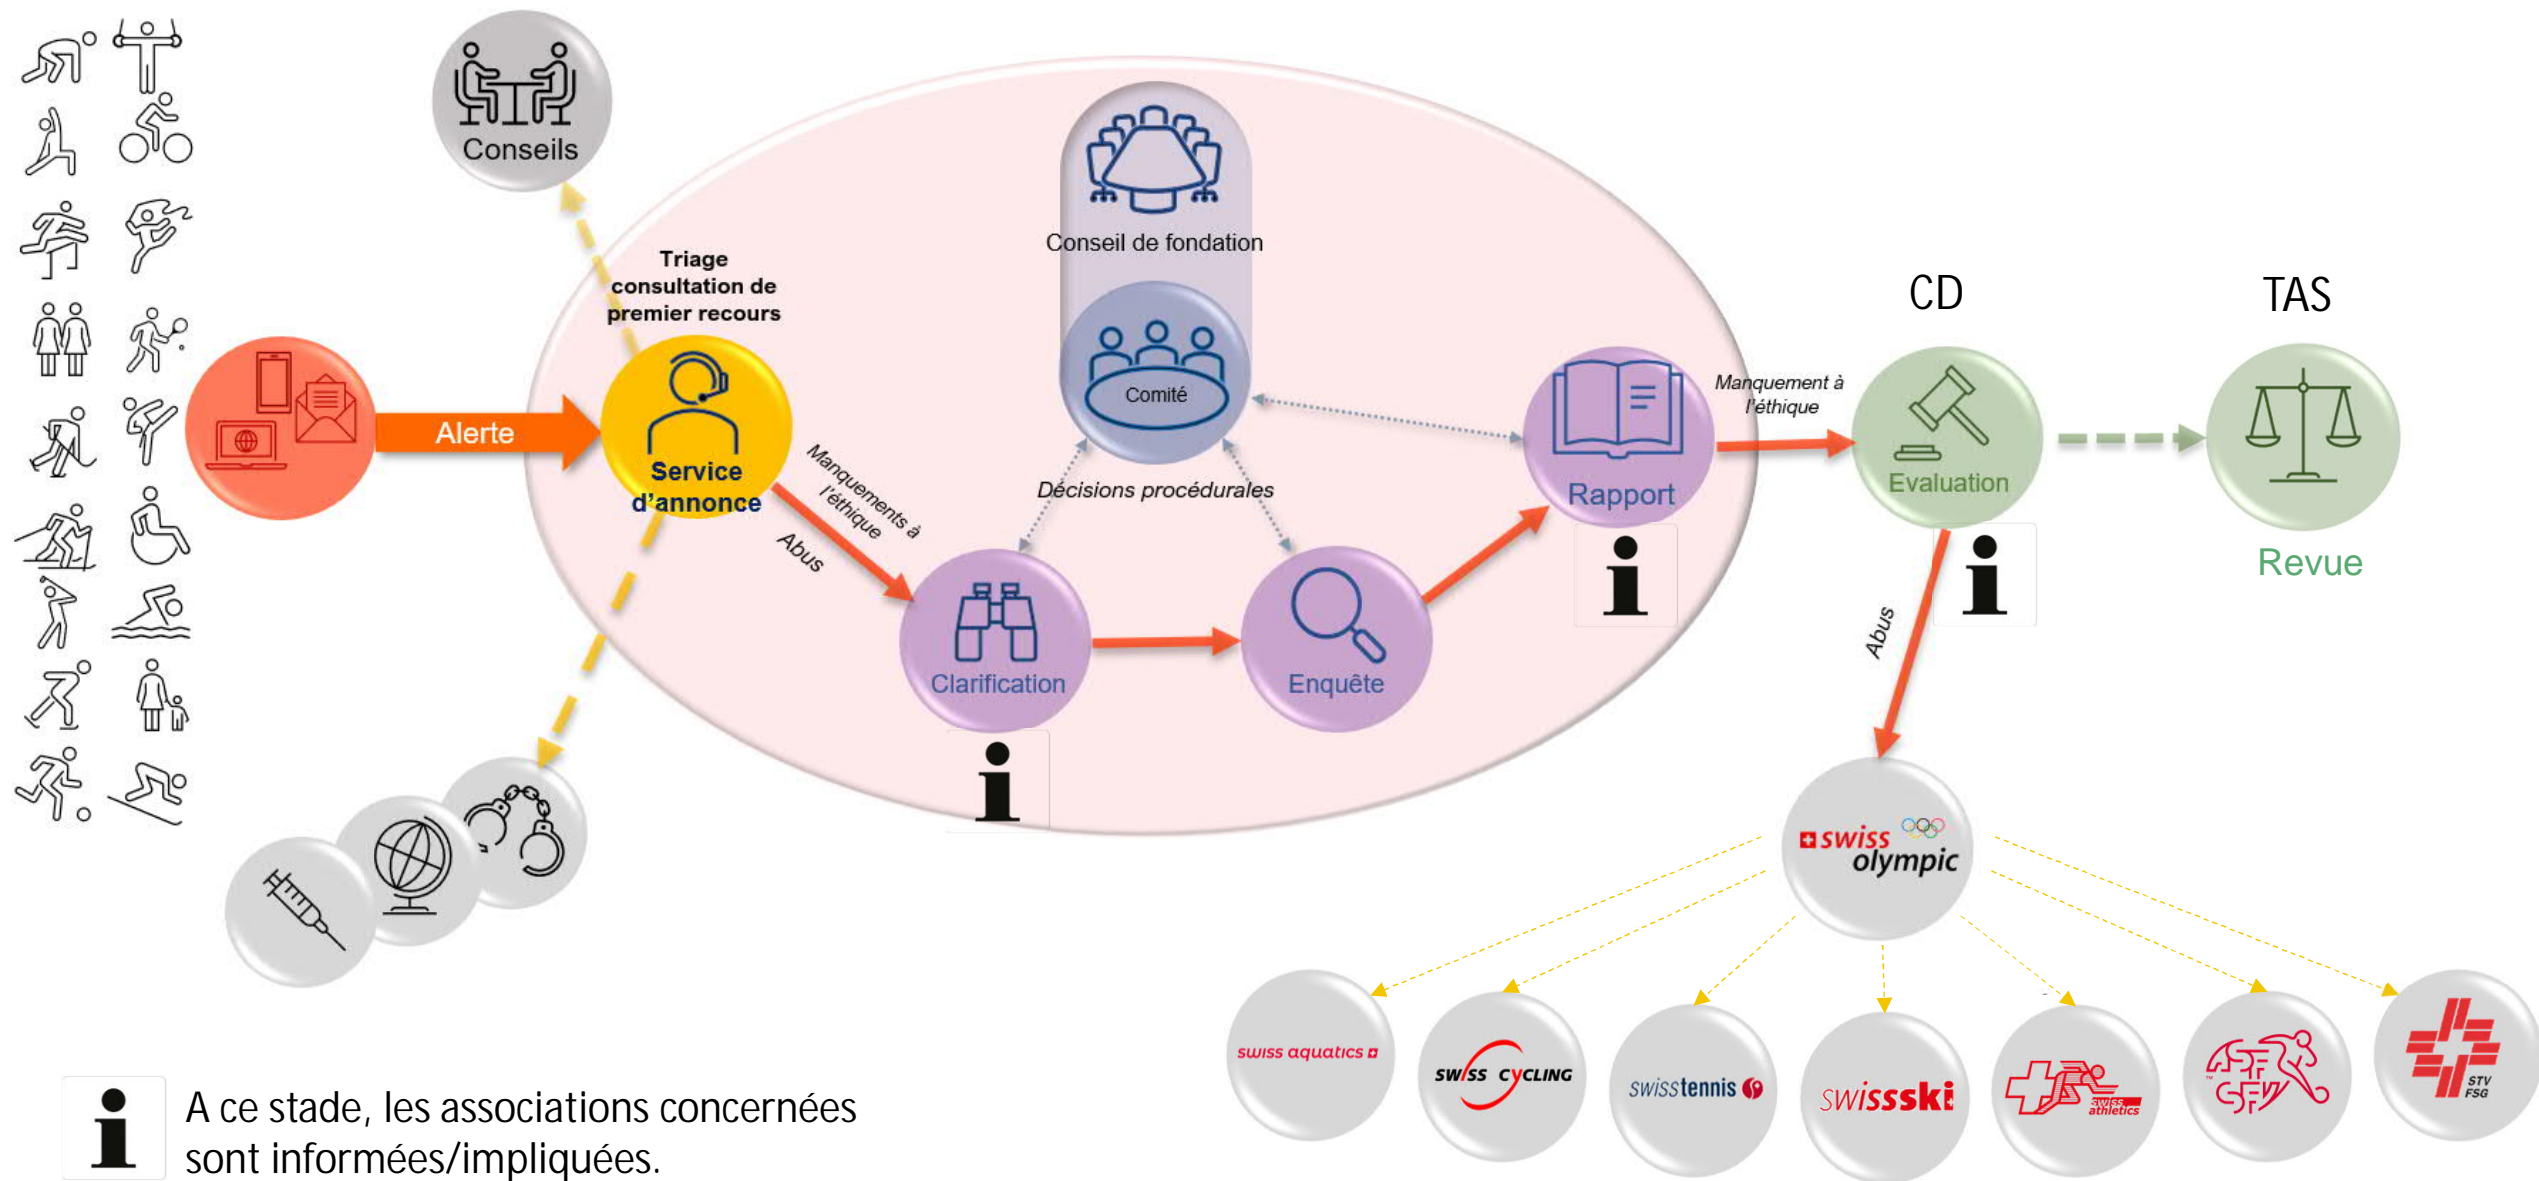 Conseils
Triage
consultation de
premier recours
Alerte
Service
d'annonce
Manquements à
l'éthique
Abus
Conseil de fondation
Comité
Décisions procédurales
Clarification
Enquête
Rapport
Manquement à
l'éthique
CD
Evaluation
TAS
Revue
Abus
swiss
olympic
swiss aquatics
SWISS CYCLING
swisstennis
swissski
swiss
athletics
ASF
SFV
STV
FSG
A ce stade, les associations concernées
sont informées/impliquées.